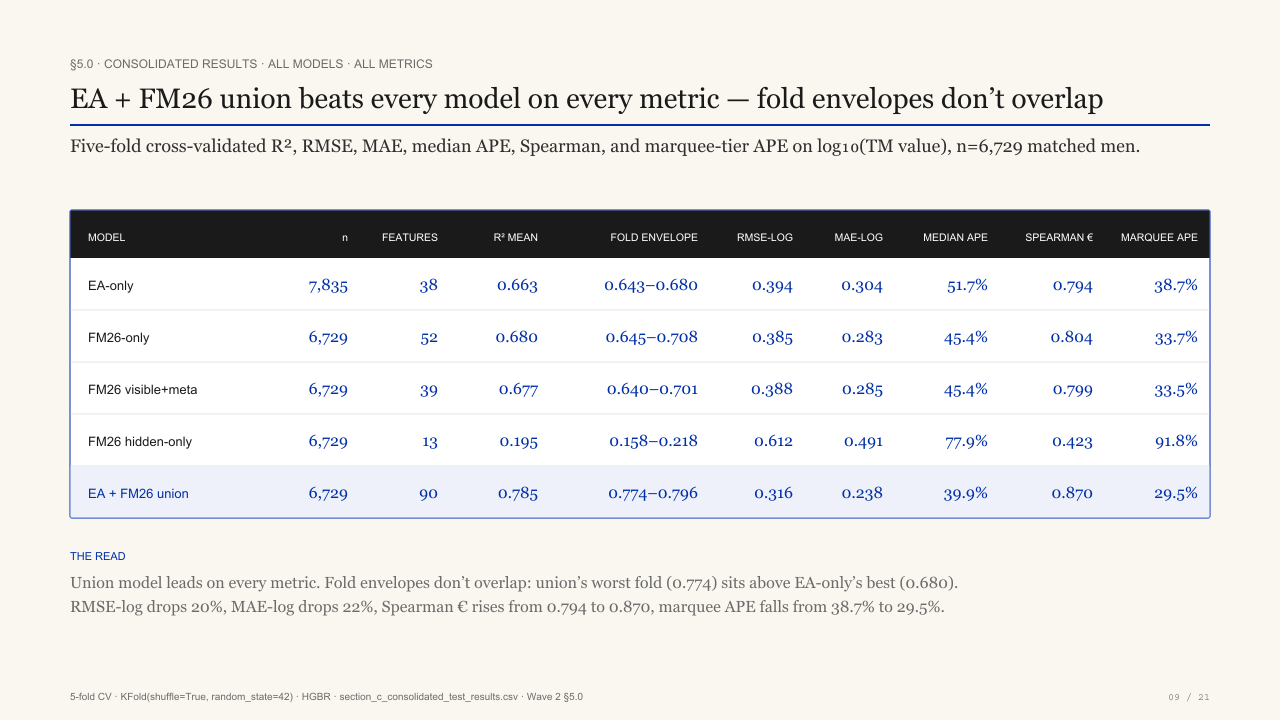 §5.0 · CONSOLIDATED RESULTS · ALL MODELS · ALL METRICS
EA + FM26 union beats every model on every metric — fold envelopes don’t overlap
Five-fold cross-validated R², RMSE, MAE, median APE, Spearman, and marquee-tier APE on log₁₀(TM value), n=6,729 matched men.
MODEL n FEATURES R² MEAN FOLD ENVELOPE RMSE-LOG MAE-LOG MEDIAN APE SPEARMAN € MARQUEE APE
EA-only 7,835 38 0.663 0.643–0.680 0.394 0.304 51.7% 0.794 38.7%
FM26-only 6,729 52 0.680 0.645–0.708 0.385 0.283 45.4% 0.804 33.7%
FM26 visible+meta 6,729 39 0.677 0.640–0.701 0.388 0.285 45.4% 0.799 33.5%
FM26 hidden-only 6,729 13 0.195 0.158–0.218 0.612 0.491 77.9% 0.423 91.8%
EA + FM26 union 6,729 90 0.785 0.774–0.796 0.316 0.238 39.9% 0.870 29.5%
THE READ
Union model leads on every metric. Fold envelopes don’t overlap: union’s worst fold (0.774) sits above EA-only’s best (0.680).
RMSE-log drops 20%, MAE-log drops 22%, Spearman € rises from 0.794 to 0.870, marquee APE falls from 38.7% to 29.5%.
5-fold CV · KFold(shuffle=True, random_state=42) · HGBR · section_c_consolidated_test_results.csv · Wave 2 §5.0
09 / 21